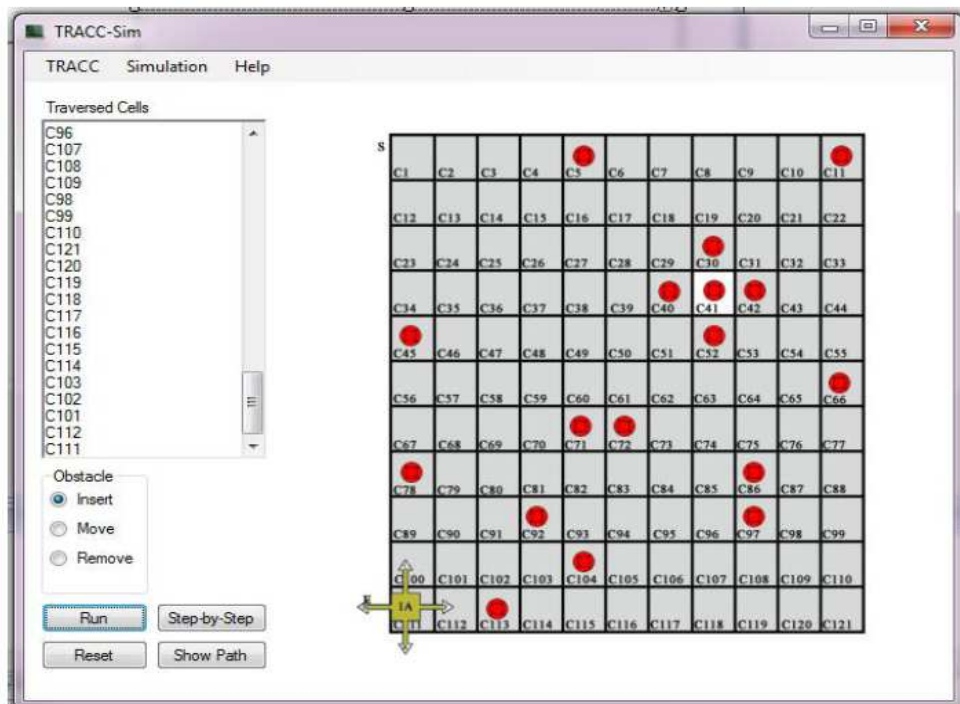 TRACC-Sim
TRACC Simulation Help
Traversed Cells
C96
C107
C108
C109
C98
C99
C110
C121
C120
C119
C118
C117
C116
C115
C114
C103
C102
C101
C112
C111
Obstacle
Insert
Move
Remove
Run Step-by-Step
Reset Show Path
S
C1 C2 C3 C4 C5 C6 C7 C8 C9 C10 C11
C12 C13 C14 C15 C16 C17 C18 C19 C20 C21 C22
C23 C24 C25 C26 C27 C28 C29 C30 C31 C32 C33
C34 C35 C36 C37 C38 C39 C40 C41 C42 C43 C44
C45 C46 C47 C48 C49 C50 C51 C52 C53 C54 C55
C56 C57 C58 C59 C60 C61 C62 C63 C64 C65 C66
C67 C68 C69 C70 C71 C72 C73 C74 C75 C76 C77
C78 C79 C80 C81 C82 C83 C84 C85 C86 C87 C88
C89 C90 C91 C92 C93 C94 C95 C96 C97 C98 C99
C100 C101 C102 C103 C104 C105 C106 C107 C108 C109 C110
IA
C111 C112 C113 C114 C115 C116 C117 C118 C119 C120 C121